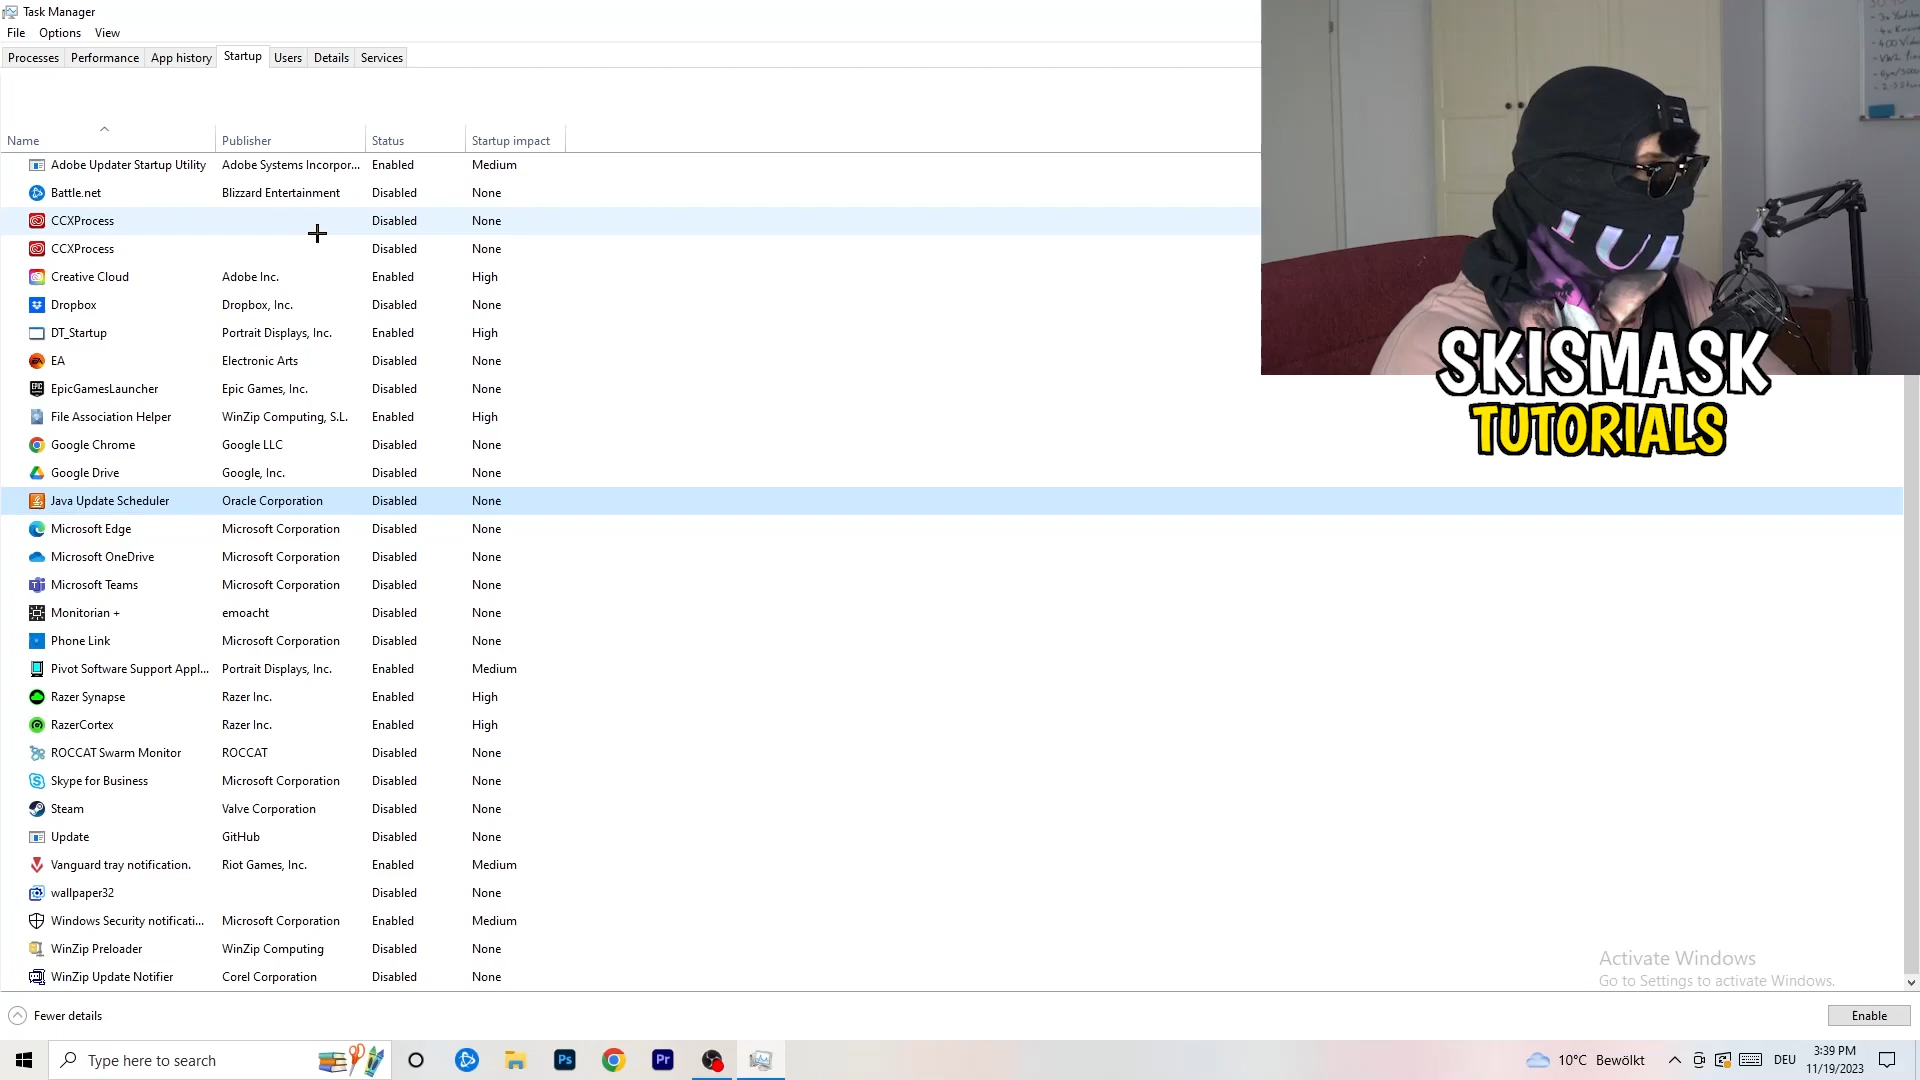 Task Manager
File Options View
Processes Performance App history Startup Users Details Services
Name Publisher Status Startup impact
Adobe Updater Startup Utility Adobe Systems Incorpor... Enabled Medium
Battle.net Blizzard Entertainment Disabled None
CCXProcess Disabled None
CCXProcess Disabled None
Creative Cloud Adobe Inc. Enabled High
Dropbox Dropbox, Inc. Disabled None
DT_Startup Portrait Displays, Inc. Enabled High
EA Electronic Arts Disabled None
EpicGamesLauncher Epic Games, Inc. Disabled None
File Association Helper WinZip Computing, S.L. Enabled High
Google Chrome Google LLC Disabled None
Google Drive Google, Inc. Disabled None
Java Update Scheduler Oracle Corporation Disabled None
Microsoft Edge Microsoft Corporation Disabled None
Microsoft OneDrive Microsoft Corporation Disabled None
Microsoft Teams Microsoft Corporation Disabled None
Monitorian + emoacht Disabled None
Phone Link Microsoft Corporation Disabled None
Pivot Software Support Appl... Portrait Displays, Inc. Enabled Medium
Razer Synapse Razer Inc. Enabled High
RazerCortex Razer Inc. Enabled High
ROCCAT Swarm Monitor ROCCAT Disabled None
Skype for Business Microsoft Corporation Disabled None
Steam Valve Corporation Disabled None
Update GitHub Disabled None
Vanguard tray notification. Riot Games, Inc. Enabled Medium
wallpaper32 Disabled None
Windows Security notificati... Microsoft Corporation Enabled Medium
WinZip Preloader WinZip Computing Disabled None
WinZip Update Notifier Corel Corporation Disabled None
SKISMASK
TUTORIALS
Activate Windows
Go to Settings to activate Windows.
Fewer details
Enable
Type here to search
Ps
Pr
10°C Bewölkt
DEU
3:39 PM
11/19/2023